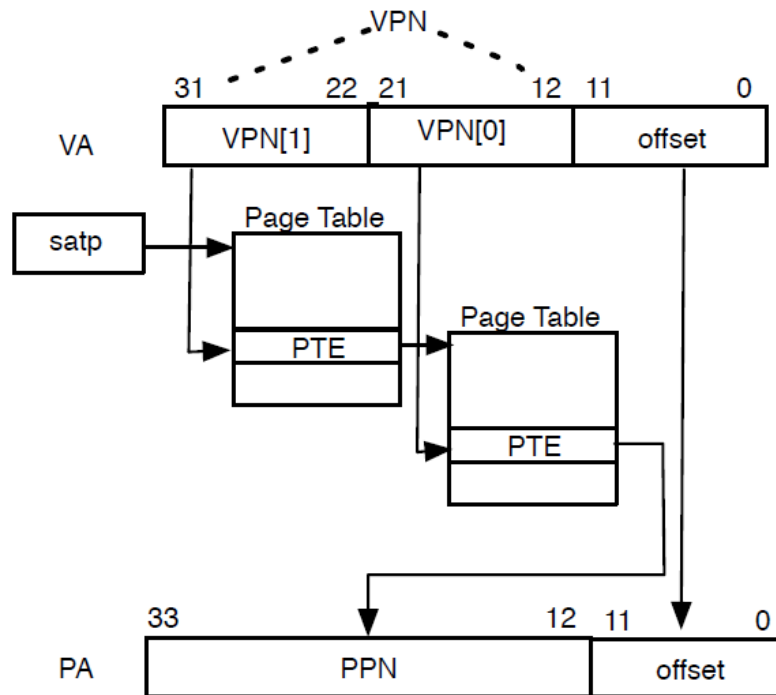 VPN
31 22 21 12 11 0
VA VPN[1] VPN[0] offset
satp
Page Table
PTE
Page Table
PTE
33 12 11 0
PA PPN offset